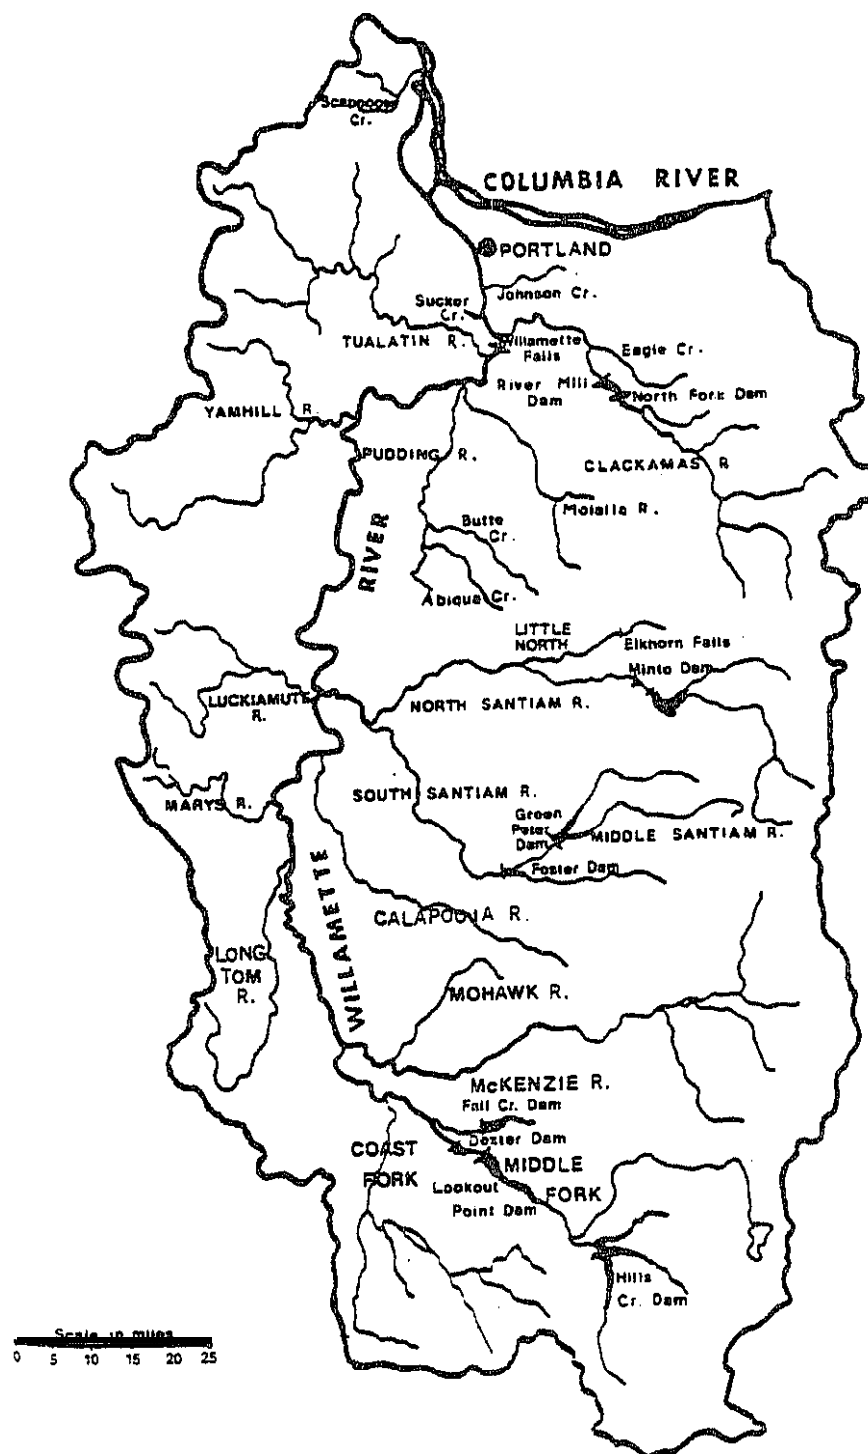 Scappoose
Cr.
COLUMBIA RIVER
PORTLAND
Johnson Cr.
Sucker
Cr.
TUALATIN R.
Willamette
Falls
Eagle Cr.
River Mill
Dam
North Fork Dam
YAMHILL R.
PUDDING R.
CLACKAMAS R
Molalla R.
Butte
Cr.
RIVER
Abiqua Cr.
LITTLE
NORTH
Elkhorn Falls
Minto Dam
LUCKIAMUTE
R.
NORTH SANTIAM R.
MARYS R.
SOUTH SANTIAM R.
Green
Peter
Dam
MIDDLE SANTIAM R.
Foster Dam
WILLAMETTE
CALAPOOIA R.
LONG
TOM
R.
MOHAWK R.
McKENZIE R.
Fall Cr. Dam
Dexter Dam
COAST
FORK
MIDDLE
FORK
Lookout
Point Dam
Hills
Cr. Dam
Scale in miles
0 5 10 15 20 25